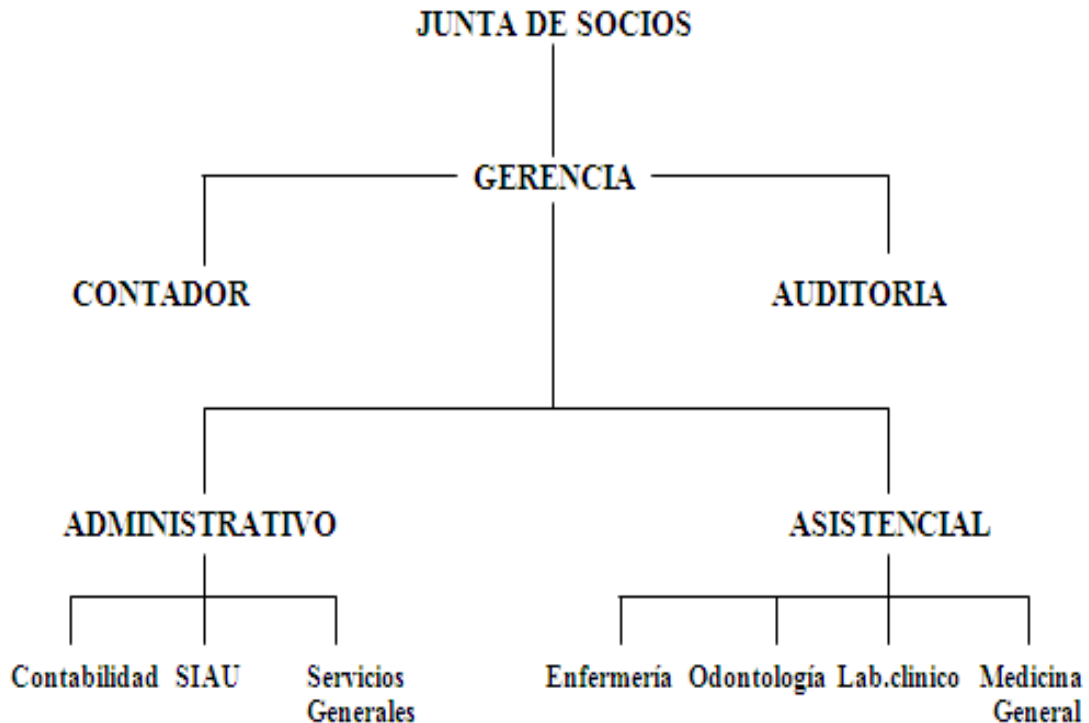 JUNTA DE SOCIOS
GERENCIA
CONTADOR
AUDITORIA
ADMINISTRATIVO
ASISTENCIAL
Contabilidad
SIAU
Servicios
Generales
Enfermería
Odontología
Lab.clinico
Medicina
General